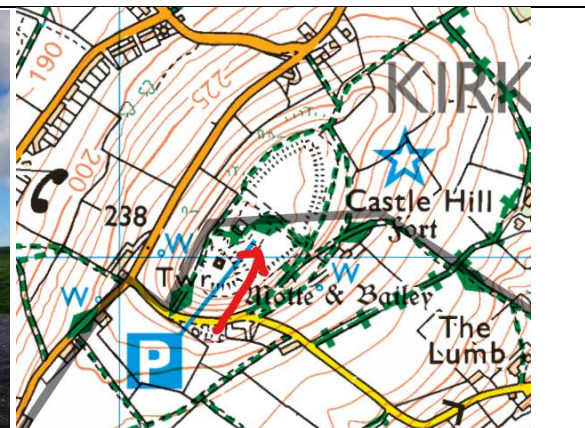 190
225
KIRK
200
238
W
Castle Hill
Fort
Twr
W
W
Motte & Bailey
P
The
Lumb